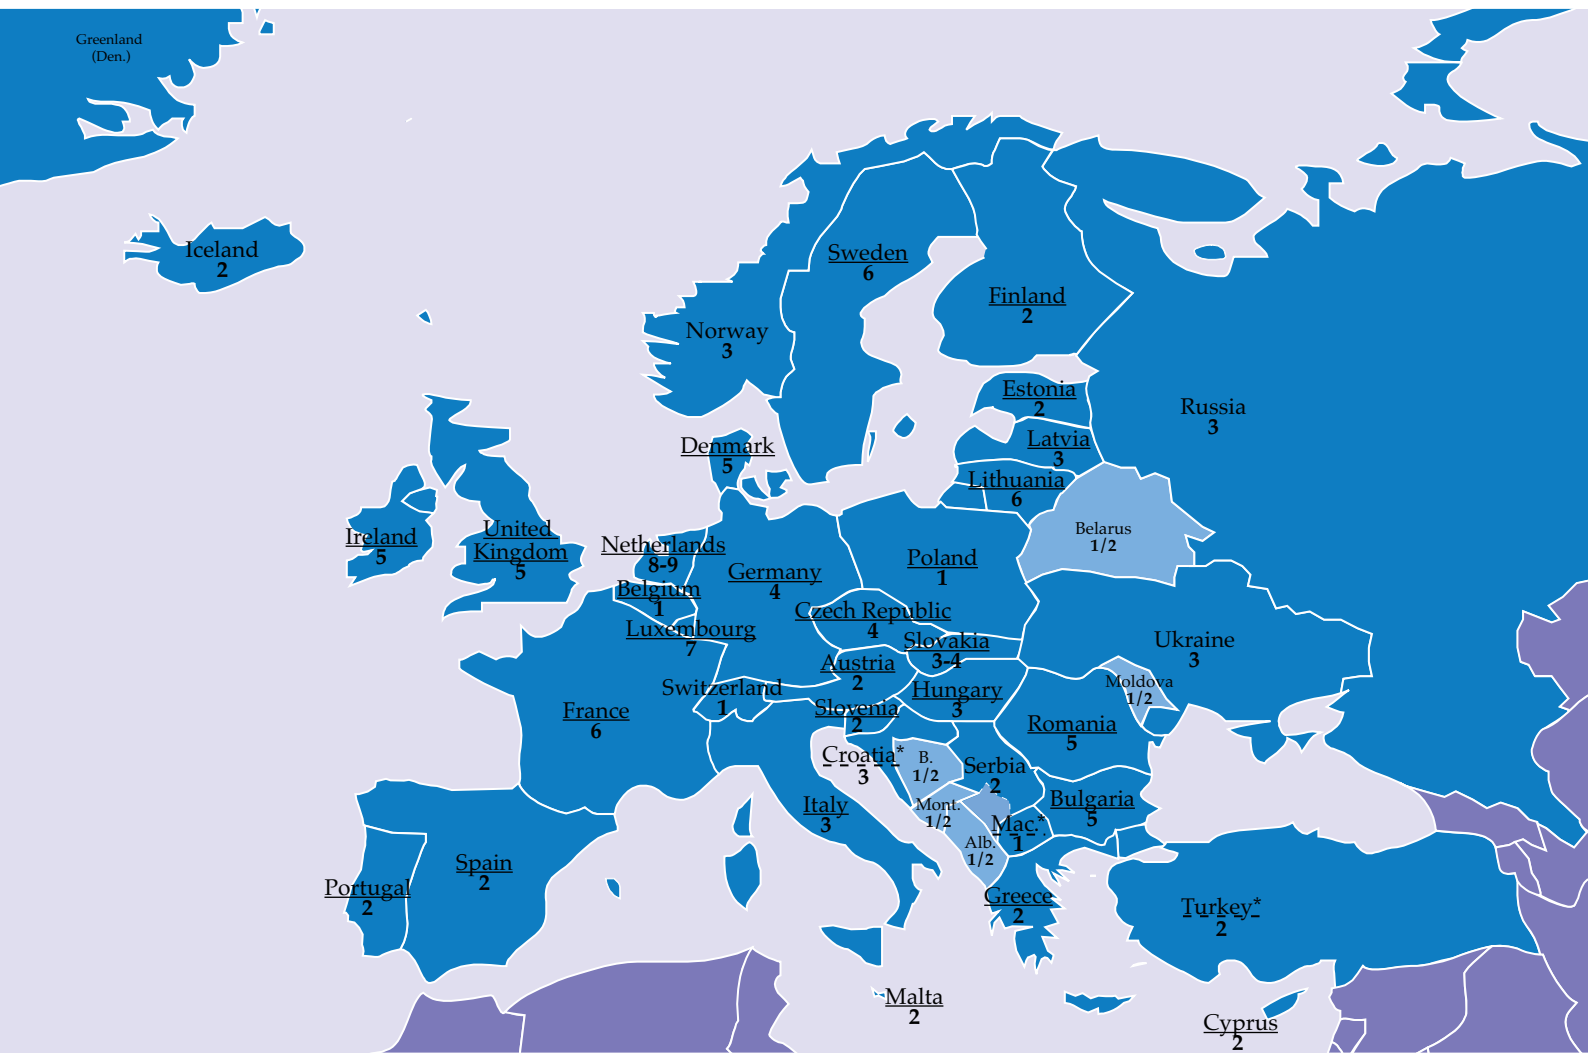 Greenland
(Den.)
Iceland
2
Sweden
6
Finland
2
Norway
3
Estonia
2
Russia
3
Denmark
5
Latvia
3
Lithuania
6
Ireland
5
United
Kingdom
5
Netherlands
8-9
Belarus
1/2
Germany
4
Poland
1
Belgium
1
Czech Republic
4
Luxembourg
7
Slovakia
3-4
Ukraine
3
Austria
2
Switzerland
1
Hungary
3
Moldova
1/2
France
6
Slovenia
2
Romania
5
Croatia*
3
B.
1/2
Serbia
2
Italy
3
Mont.
1/2
Bulgaria
5
Mac.*
1
Alb.
1/2
Spain
2
Portugal
2
Greece
2
Turkey*
2
Malta
2
Cyprus
2